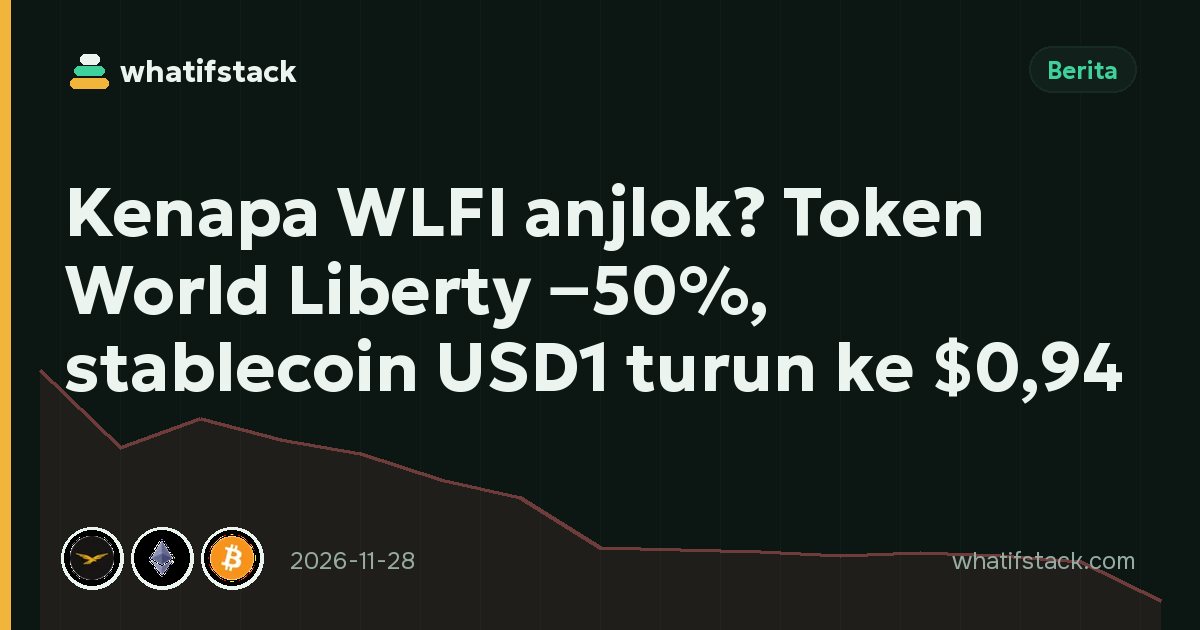 whatifstack
Berita
Kenapa WLFI anjlok? Token
World Liberty −50%,
stablecoin USD1 turun ke $0,94
2026-11-28
whatifstack.com